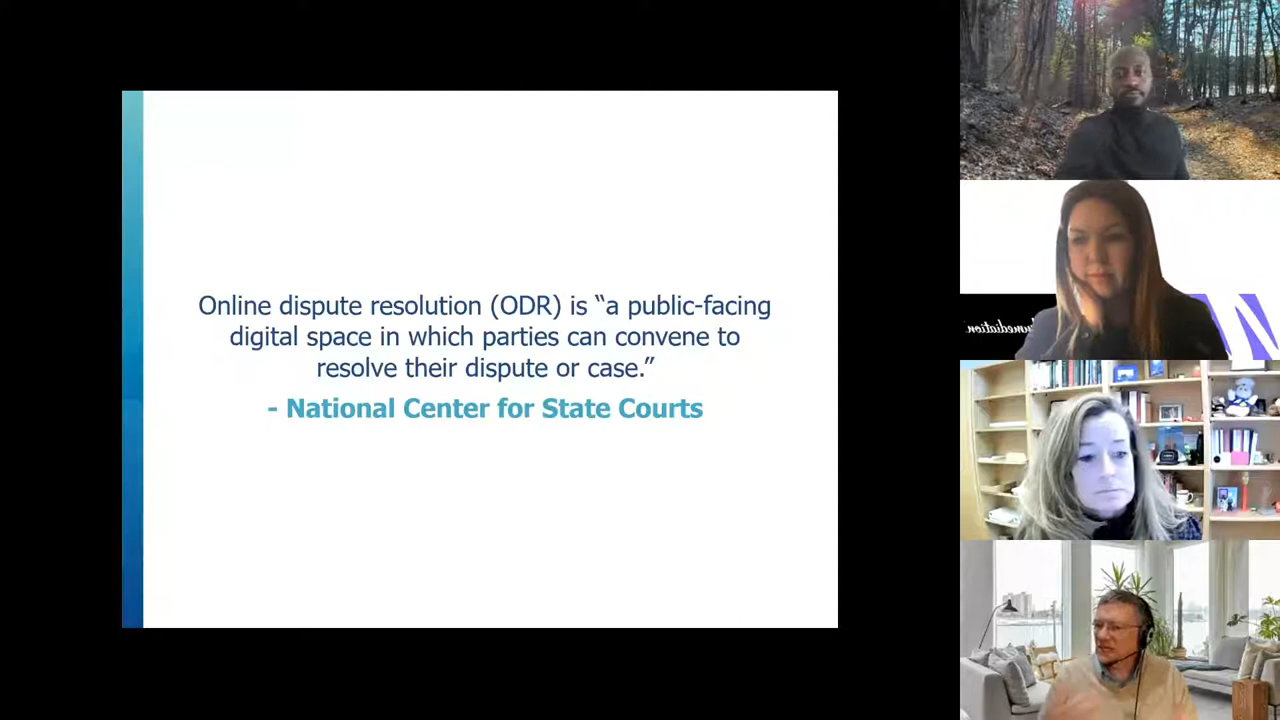 Online dispute resolution (ODR) is “a public-facing
digital space in which parties can convene to
resolve their dispute or case.”
- National Center for State Courts